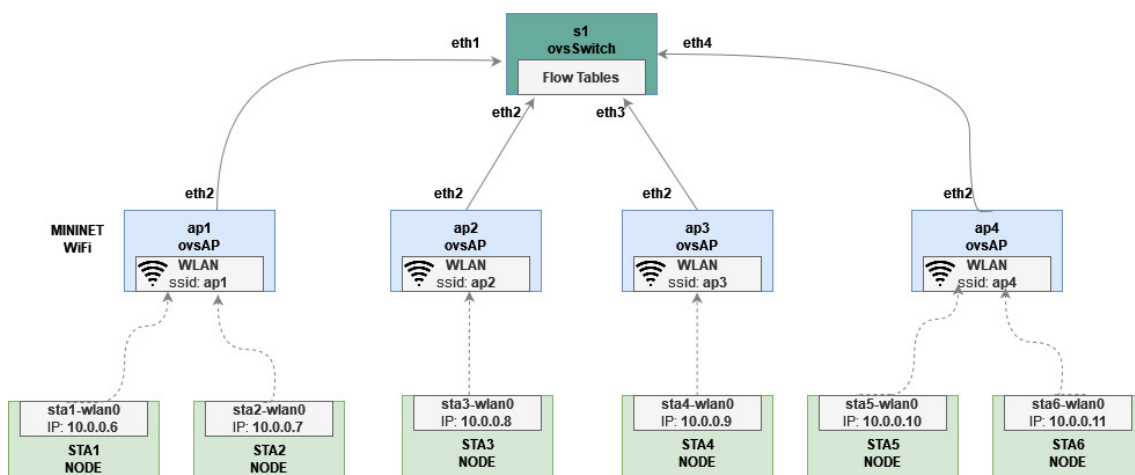 s1
ovsSwitch
Flow Tables
eth1
eth4
eth2
eth3
eth2
eth2
eth2
eth2
MININET
WiFi
ap1
ovsAP
WLAN
ssid: ap1
ap2
ovsAP
WLAN
ssid: ap2
ap3
ovsAP
WLAN
ssid: ap3
ap4
ovsAP
WLAN
ssid: ap4
sta1-wlan0
IP: 10.0.0.6
STA1
NODE
sta2-wlan0
IP: 10.0.0.7
STA2
NODE
sta3-wlan0
IP: 10.0.0.8
STA3
NODE
sta4-wlan0
IP: 10.0.0.9
STA4
NODE
sta5-wlan0
IP: 10.0.0.10
STA5
NODE
sta6-wlan0
IP: 10.0.0.11
STA6
NODE